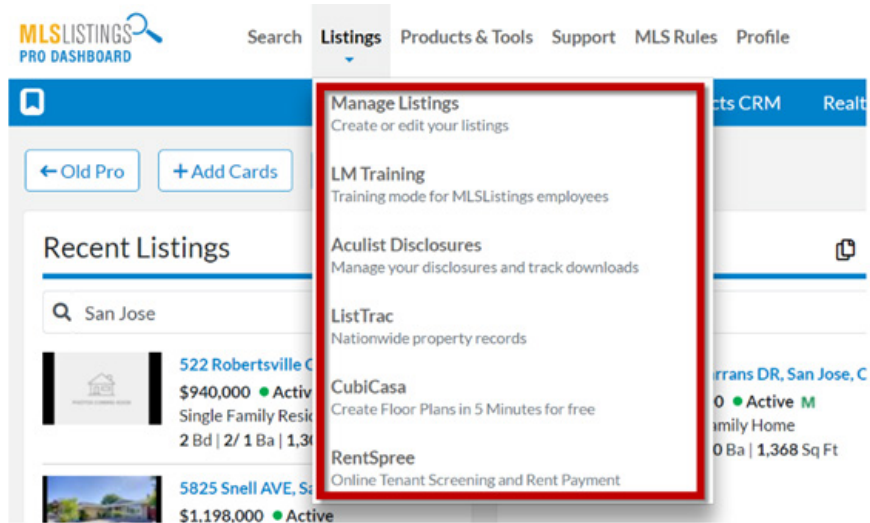 MLSLISTINGS
PRO DASHBOARD
Search Listings Products & Tools Support MLS Rules Profile
Manage Listings
Create or edit your listings
LM Training
Training mode for MLSListings employees
Aculist Disclosures
Manage your disclosures and track downloads
ListTrac
Nationwide property records
CubiCasa
Create Floor Plans in 5 Minutes for free
RentSpree
Online Tenant Screening and Rent Payment
cts CRM Realt
Old Pro + Add Cards
Recent Listings
San Jose
522 Robertsville C
$940,000 Activ
Single Family Resid
2 Bd | 2/ 1 Ba | 1,30
5825 Snell AVE, Sa
$1,198,000 Active
rrans DR, San Jose, C
0 Active M
amily Home
0 Ba | 1,368 Sq Ft